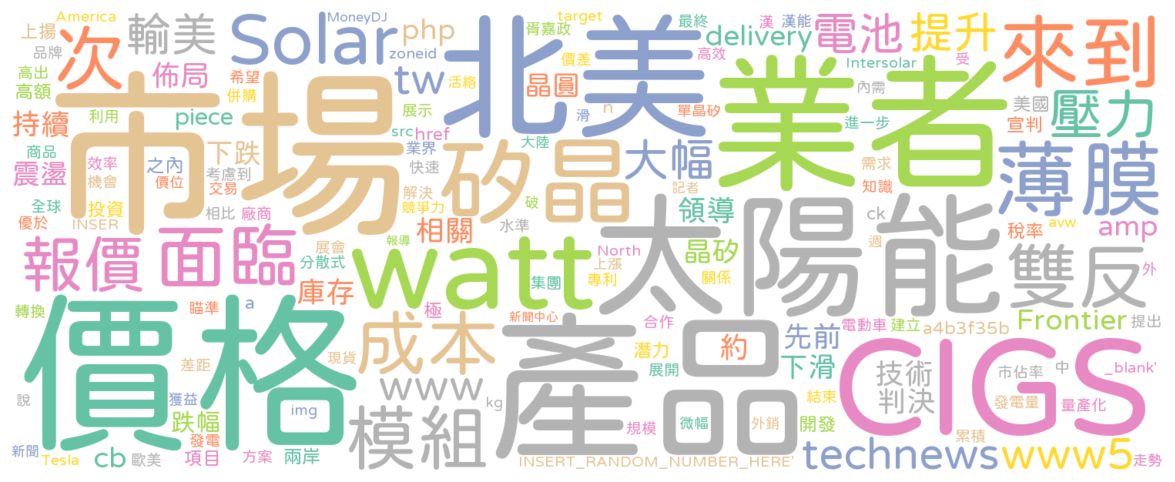 America
MoneyDJ
target
胥嘉政
最終
漢
漢能
上揚
次
輸美
Solar
php
zoneid
北美
delivery
電池
提升
來到
品牌
高效
受
高出
佈局
希望
tw
活絡
價差
晶圓
Intersolar
內需
高額
併購
市場
展示
n
單晶矽
業者
美國
壓力
持續
利用
piece
src
href
滑
大陸
進一步
宣判
商品
效率
之內
下跌
業界
矽晶
大幅
需求
薄膜
震盪
機會
價位
考慮到
交易
快速
記者
知識
全球
投資
解決
破
領導
太陽能
ck
稅率
avw
amp
優於
INSER
相比
廠商
競爭力
水準
相關
晶矽
週
報價
面臨
展會
報導
watt
North
上漲
關係
雙反
外
分散式
集團
專利
轉換
瞄準
a
庫存
極
新聞中心
合作
電動車
建立
a4b3f35b
Frontier
提出
價格
差距
現貨
成本
產品
約
潛力
先前
CIGS
技術
市佔率
中
_blank'
說
獲益
www
展開
下滑
結束
判決
發電量
量產化
img
跌幅
kg
模組
規模
微幅
外銷
開發
新聞
發電
累積
Tesla
cb
項目
歐美
方案
兩岸
INSERT_RANDOM_NUMBER_HERE'
technews
www5
走勢